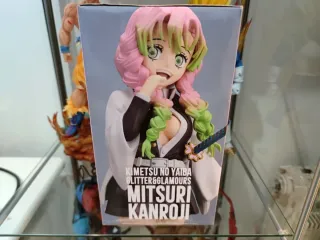 KIMETSU NO YAIBA
GLITTER&GLAMOURS
MITSURI
KANROJI